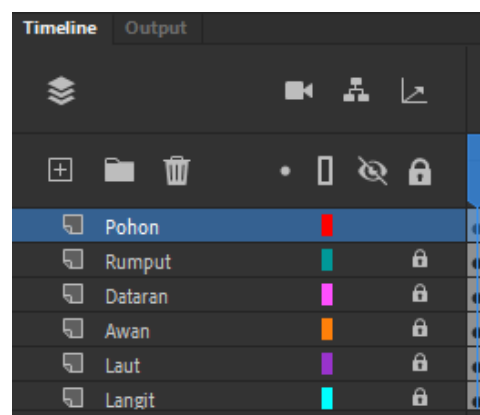 Timeline Output
Pohon
Rumput
Dataran
Awan
Laut
Langit